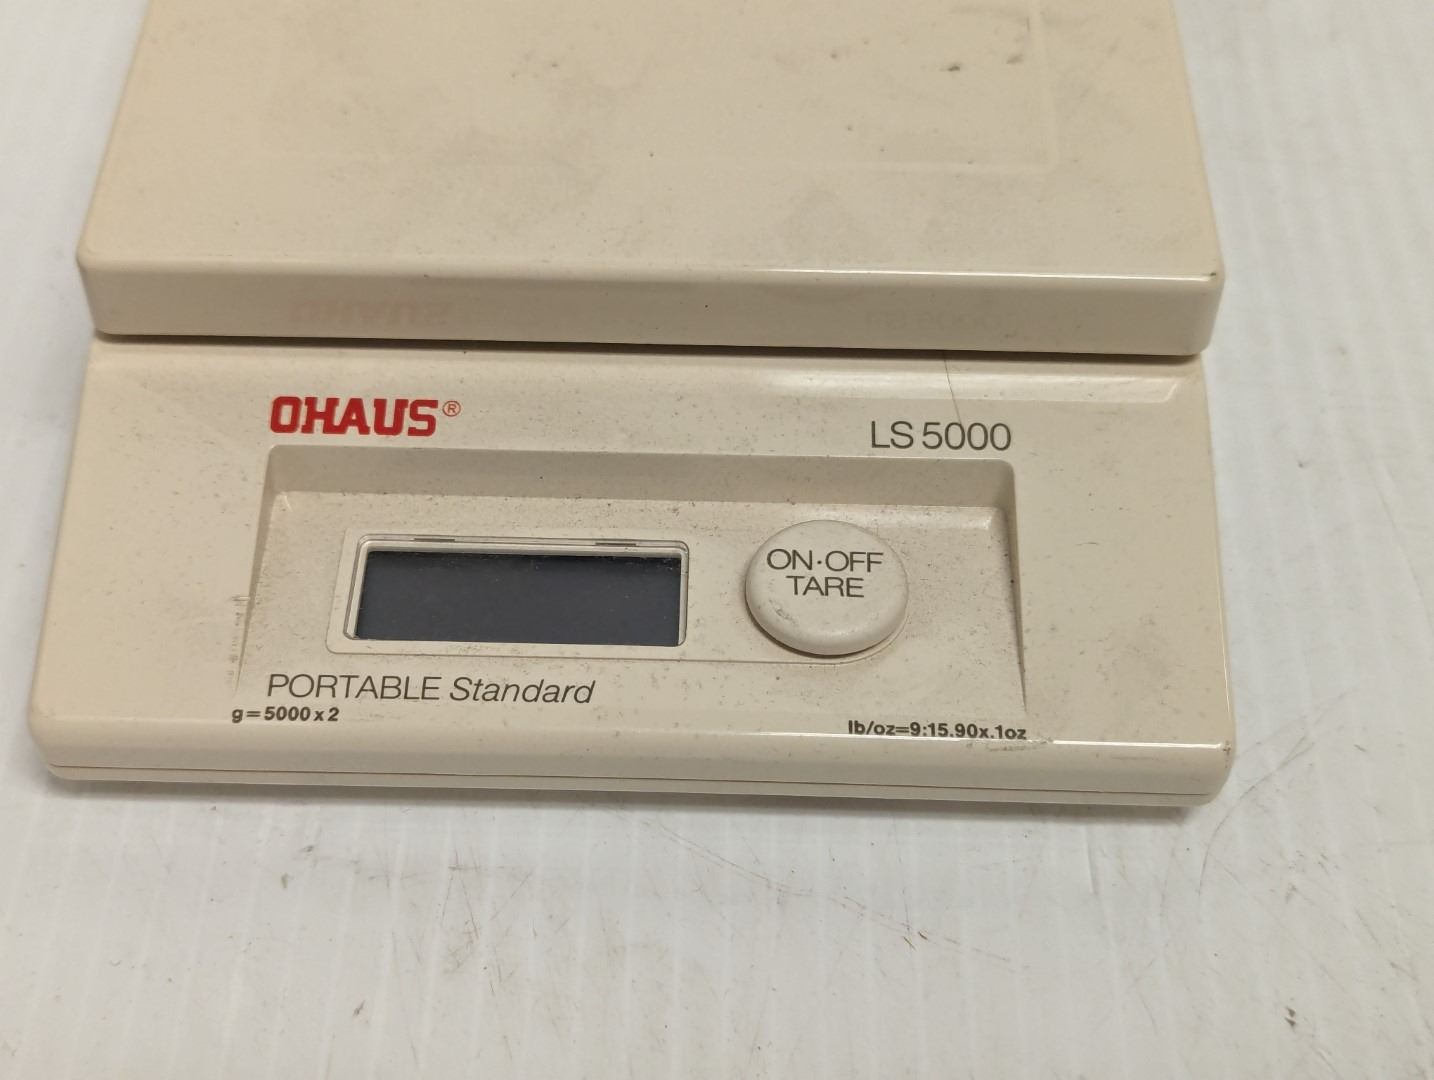 OHAUS®
LS 5000
ON·OFF
TARE
PORTABLE Standard
g=5000x2
lb/oz=9:15.90x.1oz